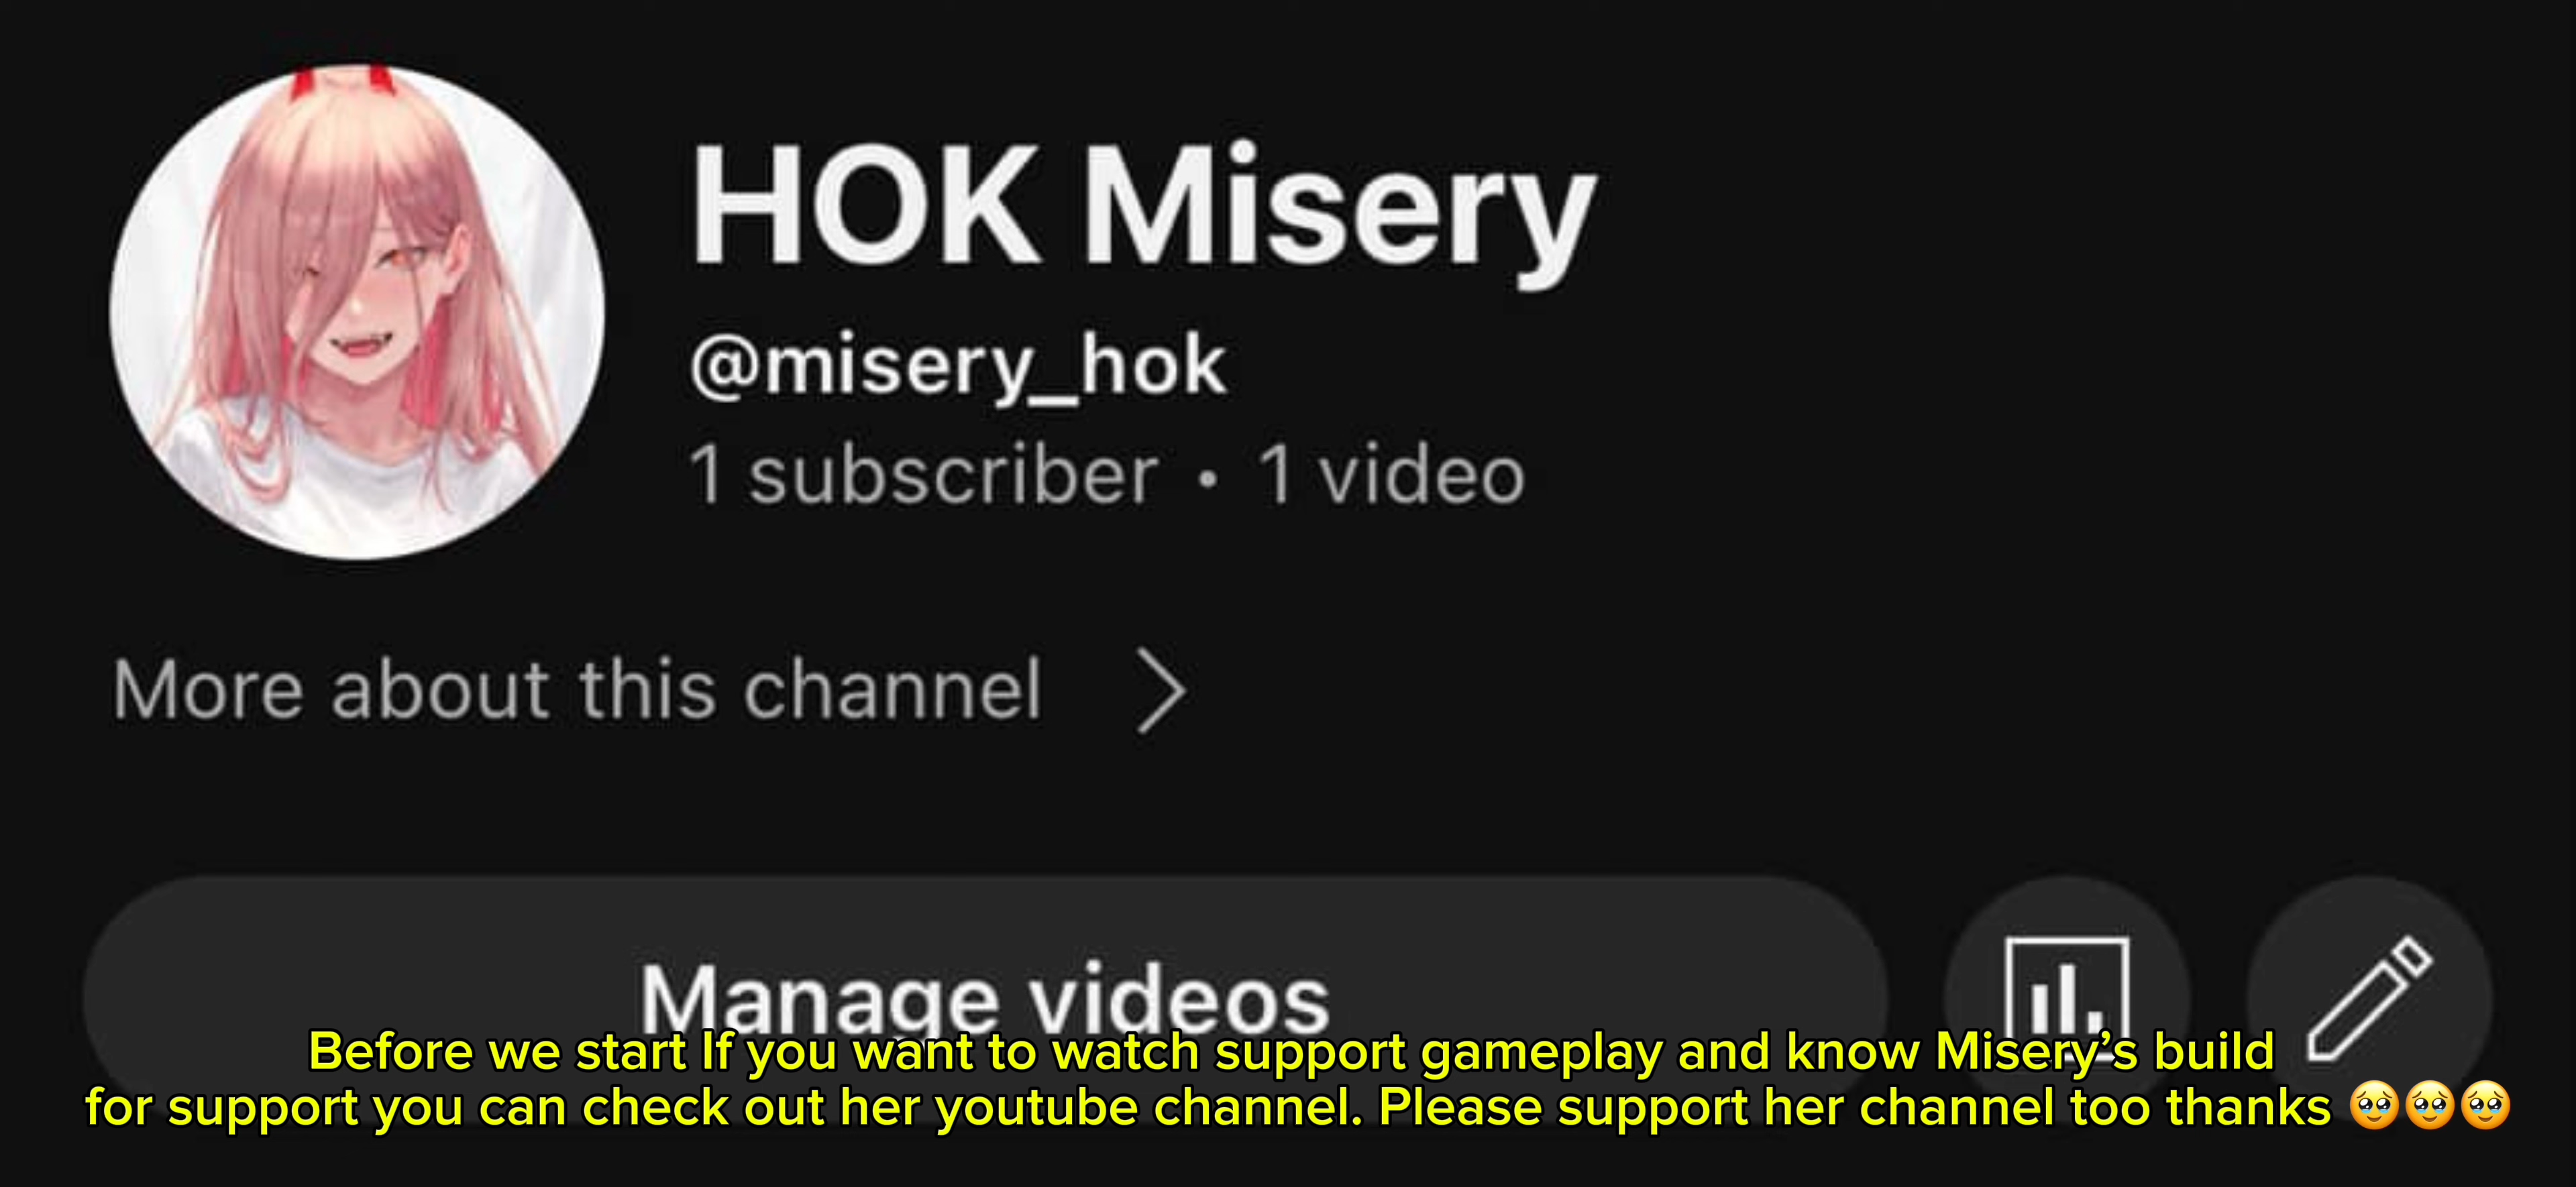 HOK Misery
@misery_hok
1 subscriber • 1 video
More about this channel
Manage videos
Before we start If you want to watch support gameplay and know Misery’s build
for support you can check out her youtube channel. Please support her channel too thanks 🥹🥹🥹